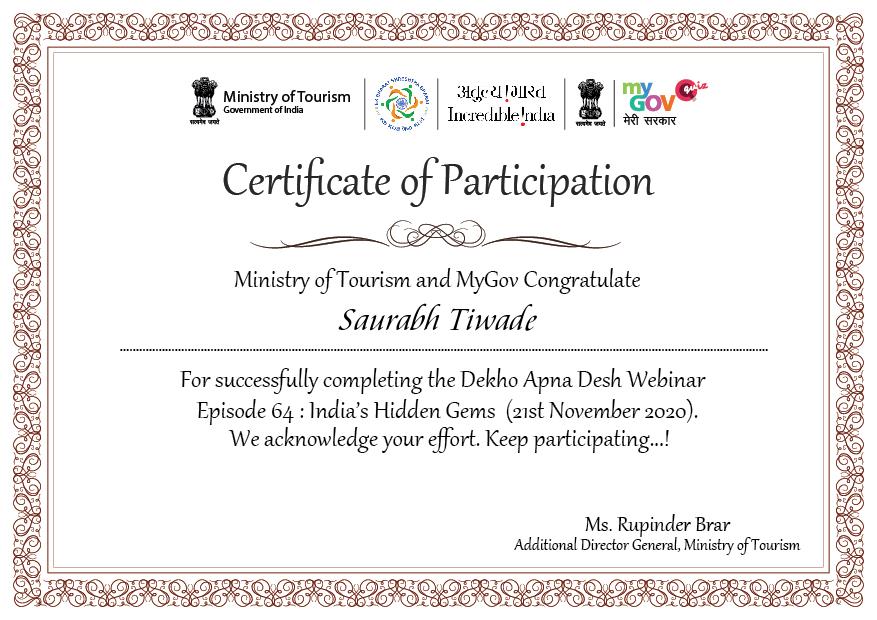 Ministry of Tourism
Government of India
सत्यमेव जयते
EK BHARAT SHRESHTHA BHARAT
अतुल्य !भारत
Incredible !ndia
सत्यमेव जयते
my
GOV
quiz
मेरी सरकार
Certificate of Participation
Ministry of Tourism and MyGov Congratulate
Saurabh Tiwade
For successfully completing the Dekho Apna Desh Webinar
Episode 64 : India’s Hidden Gems (21st November 2020).
We acknowledge your effort. Keep participating...!
Ms. Rupinder Brar
Additional Director General, Ministry of Tourism